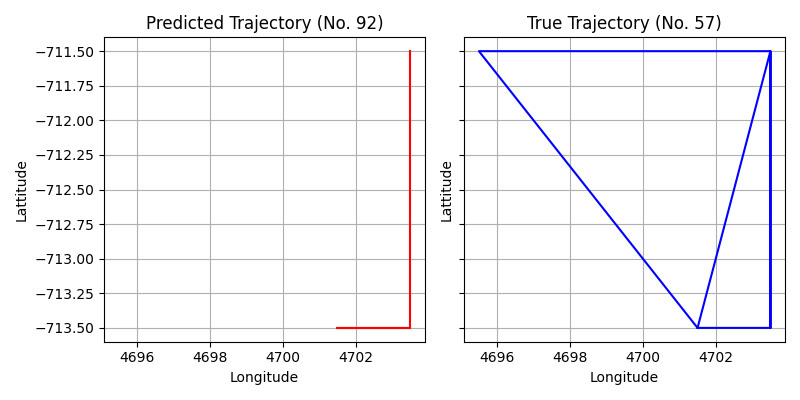 Predicted Trajectory (No. 92)
True Trajectory (No. 57)
Lattitude
−711.50
−711.75
−712.00
−712.25
−712.50
−712.75
−713.00
−713.25
−713.50
4696 4698 4700 4702
Longitude
Lattitude
4696 4698 4700 4702
Longitude